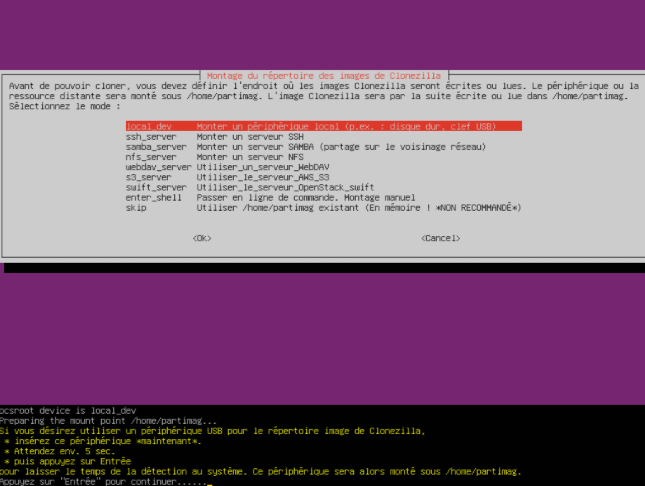 Montage du répertoire des images de Clonezilla
Avant de pouvoir cloner, vous devez définir l'endroit où les images Clonezilla seront écrites ou lues. Le périphérique ou la
ressource distante sera monté sous /home/partimag. L'image Clonezilla sera par la suite écrite ou lue dans /home/partimag.
Sélectionnez le mode :
local_dev Monter un périphérique local (p.ex. : disque dur, clef USB)
ssh_server Monter un serveur SSH
samba_server Monter un serveur SAMBA (partage sur le voisinage réseau)
nfs_server Monter un serveur NFS
webdav_server Utiliser_un_serveur_WebDAV
s3_server Utiliser_le_serveur_AWS_S3
swift_server Utiliser_le_serveur_OpenStack_swift
enter_shell Passer en ligne de commande. Montage manuel
skip Utiliser /home/partimag existant (En mémoire ! *NON RECOMMANDÉ*)
<Ok> <Cancel>
ocsroot device is local_dev
Preparing the mount point /home/partimag...
Si vous désirez utiliser un périphérique USB pour le répertoire image de Clonezilla,
* insérez ce périphérique *maintenant*.
* Attendez env. 5 sec.
* puis appuyez sur Entrée
pour laisser le temps de la détection au système. Ce périphérique sera alors monté sous /home/partimag.
Appuyez sur "Entrée" pour continuer......_